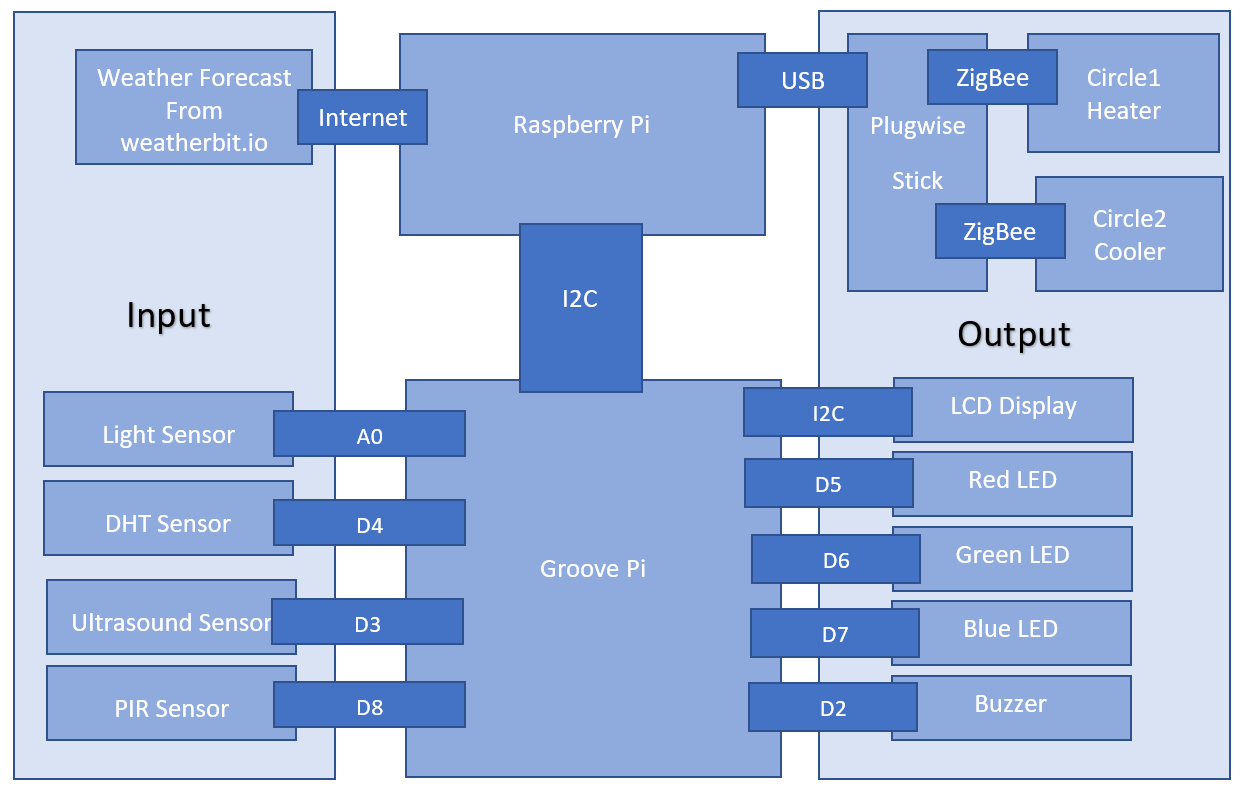 Weather Forecast
From
weatherbit.io
Internet
Raspberry Pi
USB
Plugwise
Stick
ZigBee
Circle1
Heater
ZigBee
Circle2
Cooler
I2C
Input
Output
Light Sensor
A0
DHT Sensor
D4
Ultrasound Sensor
D3
PIR Sensor
D8
Groove Pi
I2C
LCD Display
D5
Red LED
D6
Green LED
D7
Blue LED
D2
Buzzer